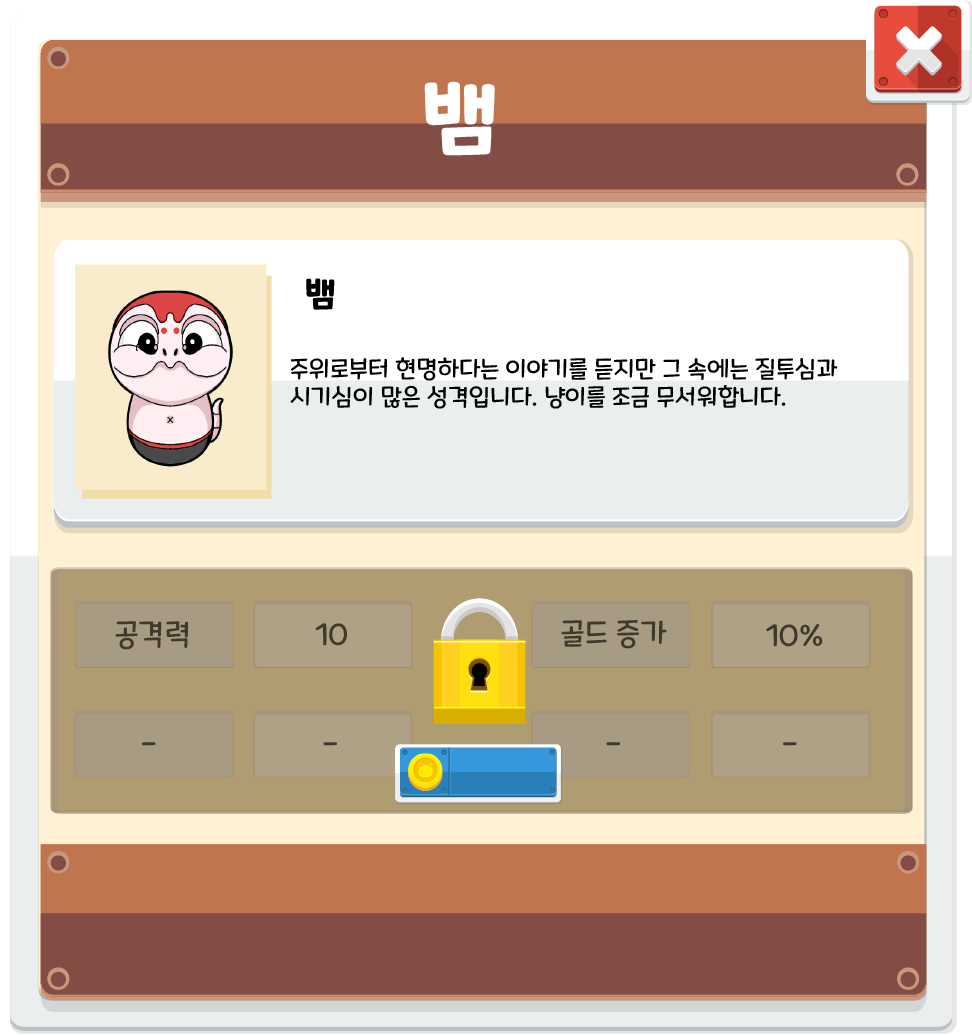 뱀
뱀
주위로부터 현명하다는 이야기를 듣지만 그 속에는 질투심과
시기심이 많은 성격입니다. 냥이를 조금 무서워합니다.
공격력 10 골드 증가 10%
- - - -